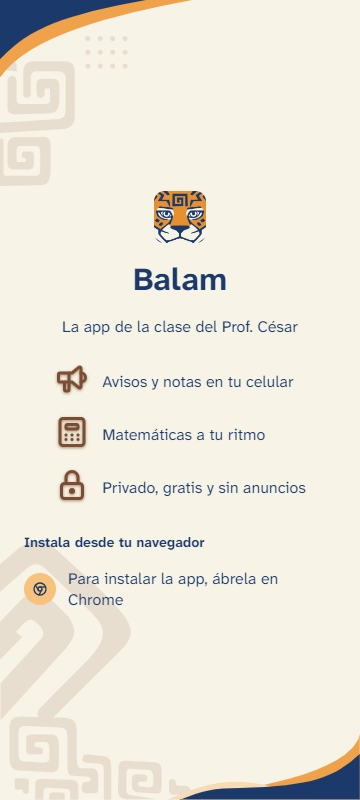 Balam
La app de la clase del Prof. César
Avisos y notas en tu celular
Matemáticas a tu ritmo
Privado, gratis y sin anuncios
Instala desde tu navegador
Para instalar la app, ábrela en
Chrome